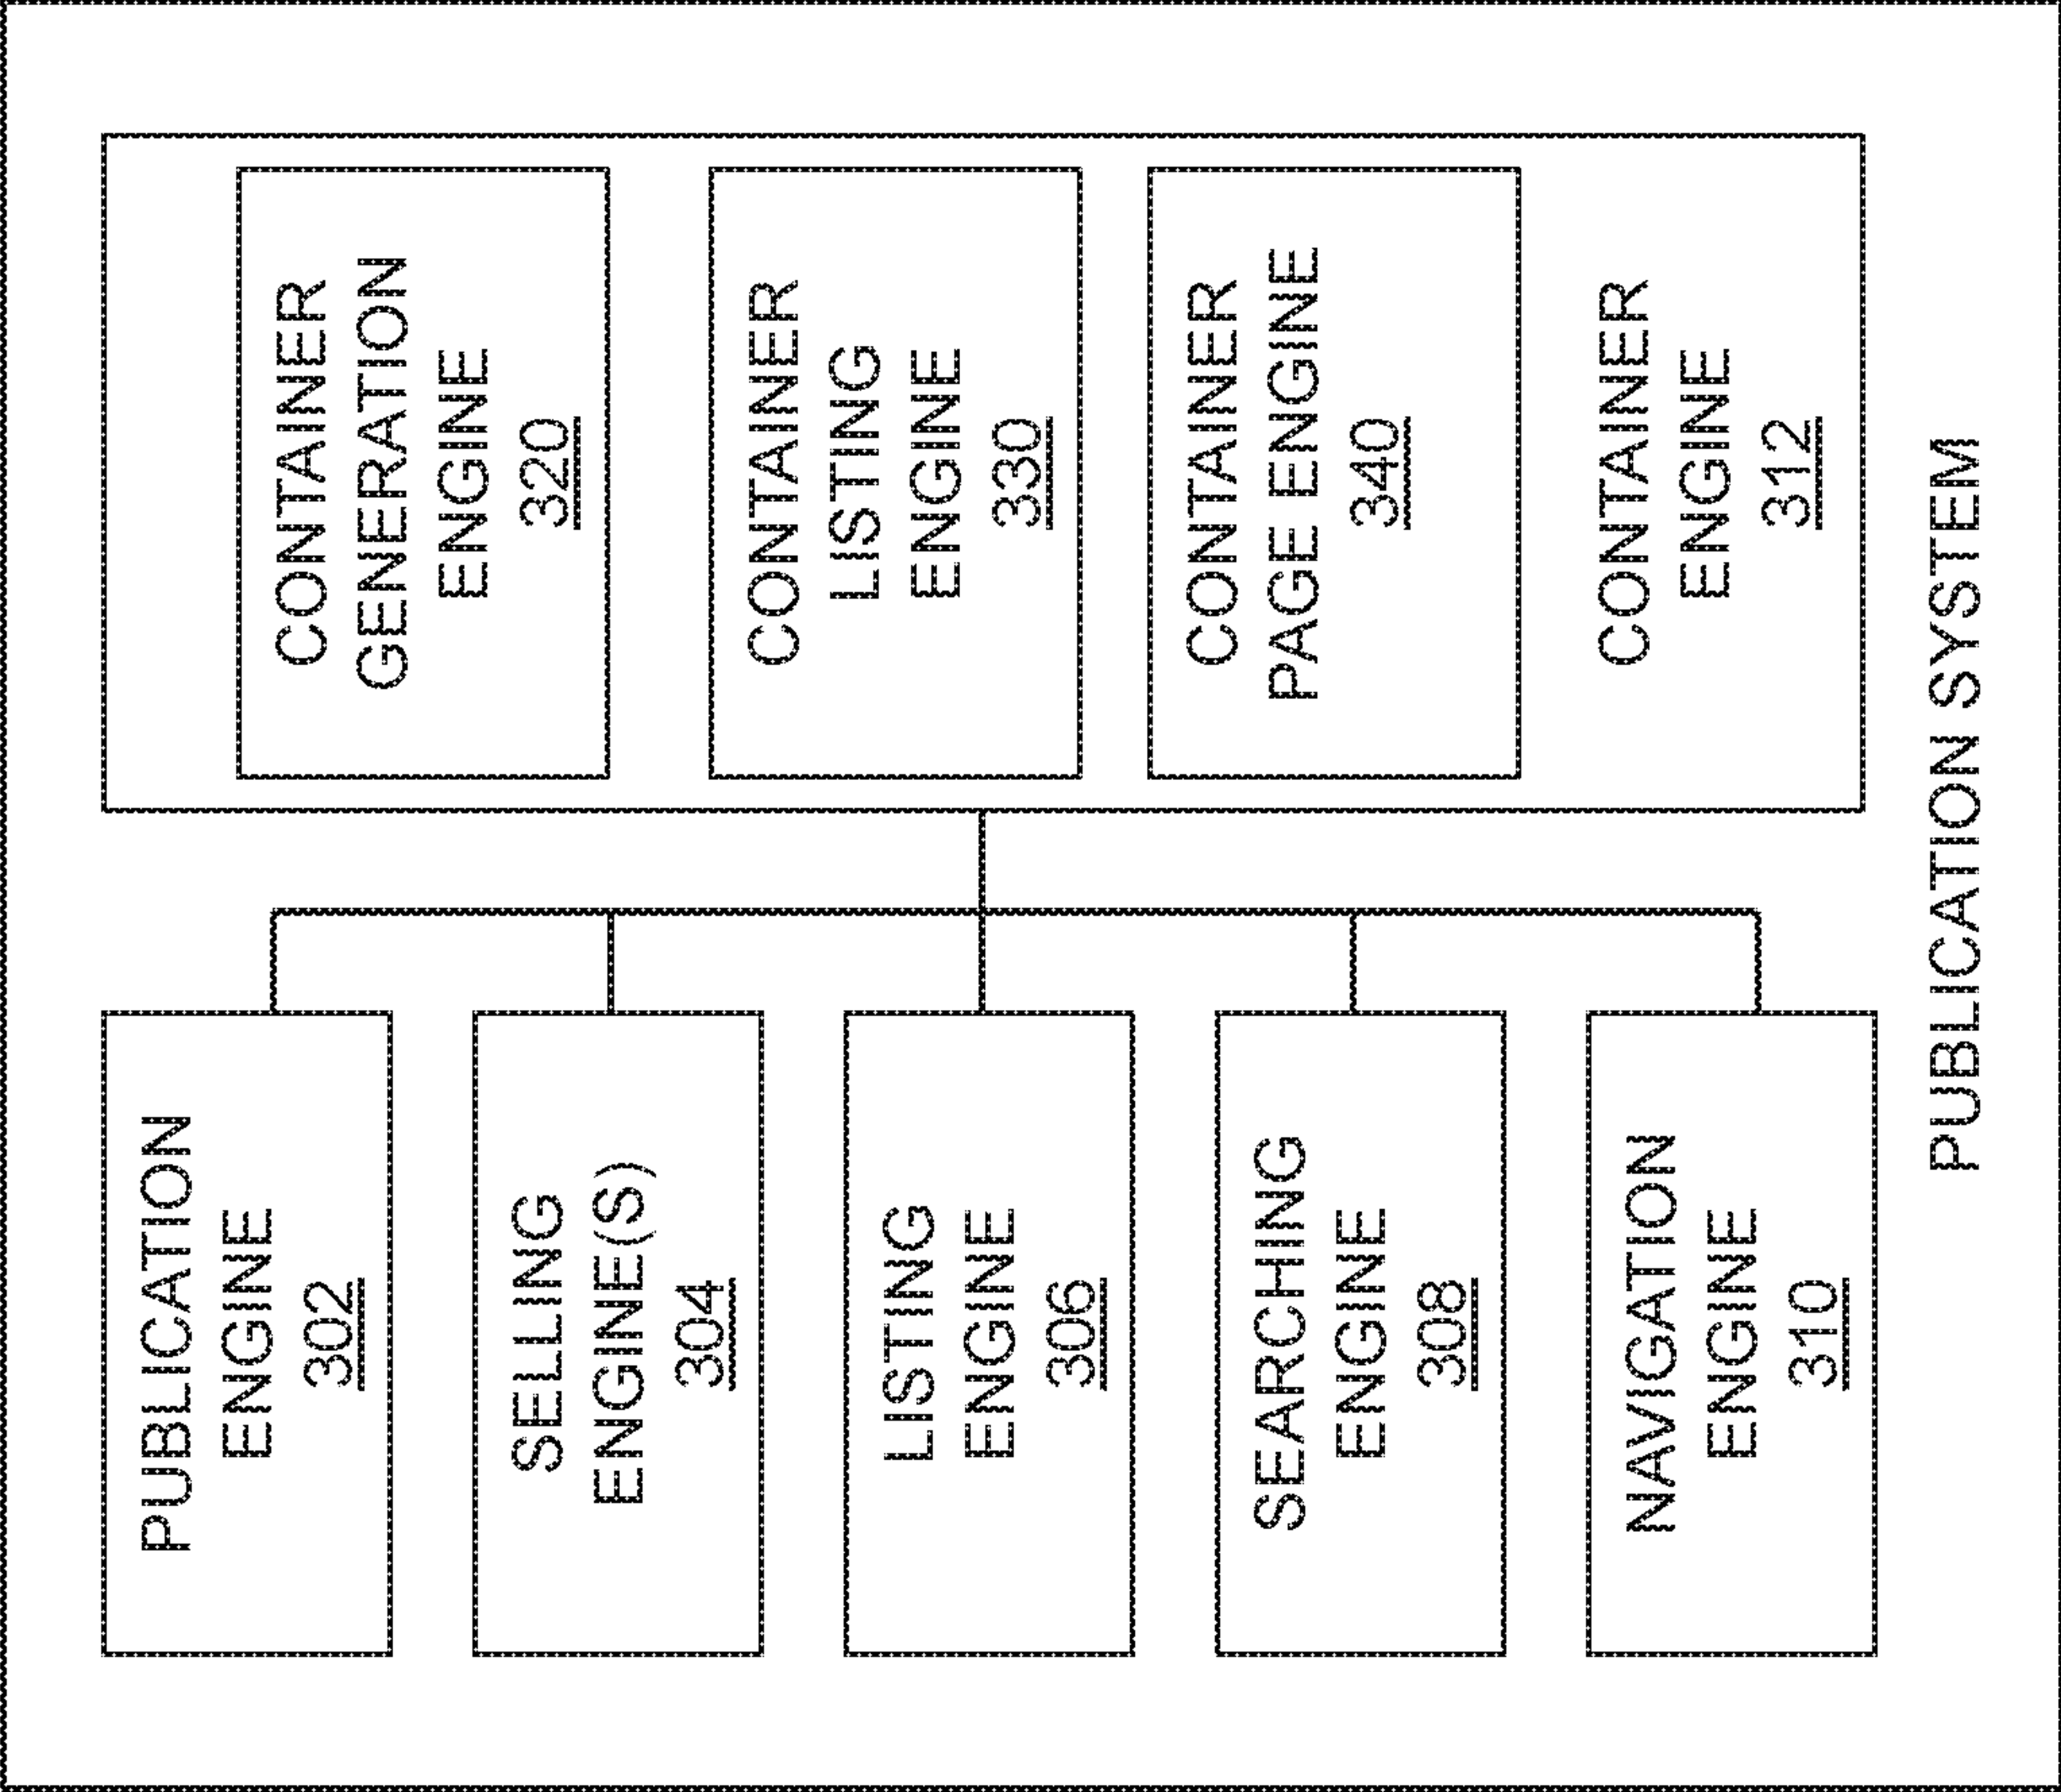 PUBLICATION
ENGINE
302
SELLING
ENGINE(S)
304
LISTING
ENGINE
306
SEARCHING
ENGINE
308
NAVIGATION
ENGINE
310
CONTAINER
GENERATION
ENGINE
320
CONTAINER
LISTING
ENGINE
330
CONTAINER
PAGE ENGINE
340
CONTAINER
ENGINE
312
PUBLICATION SYSTEM